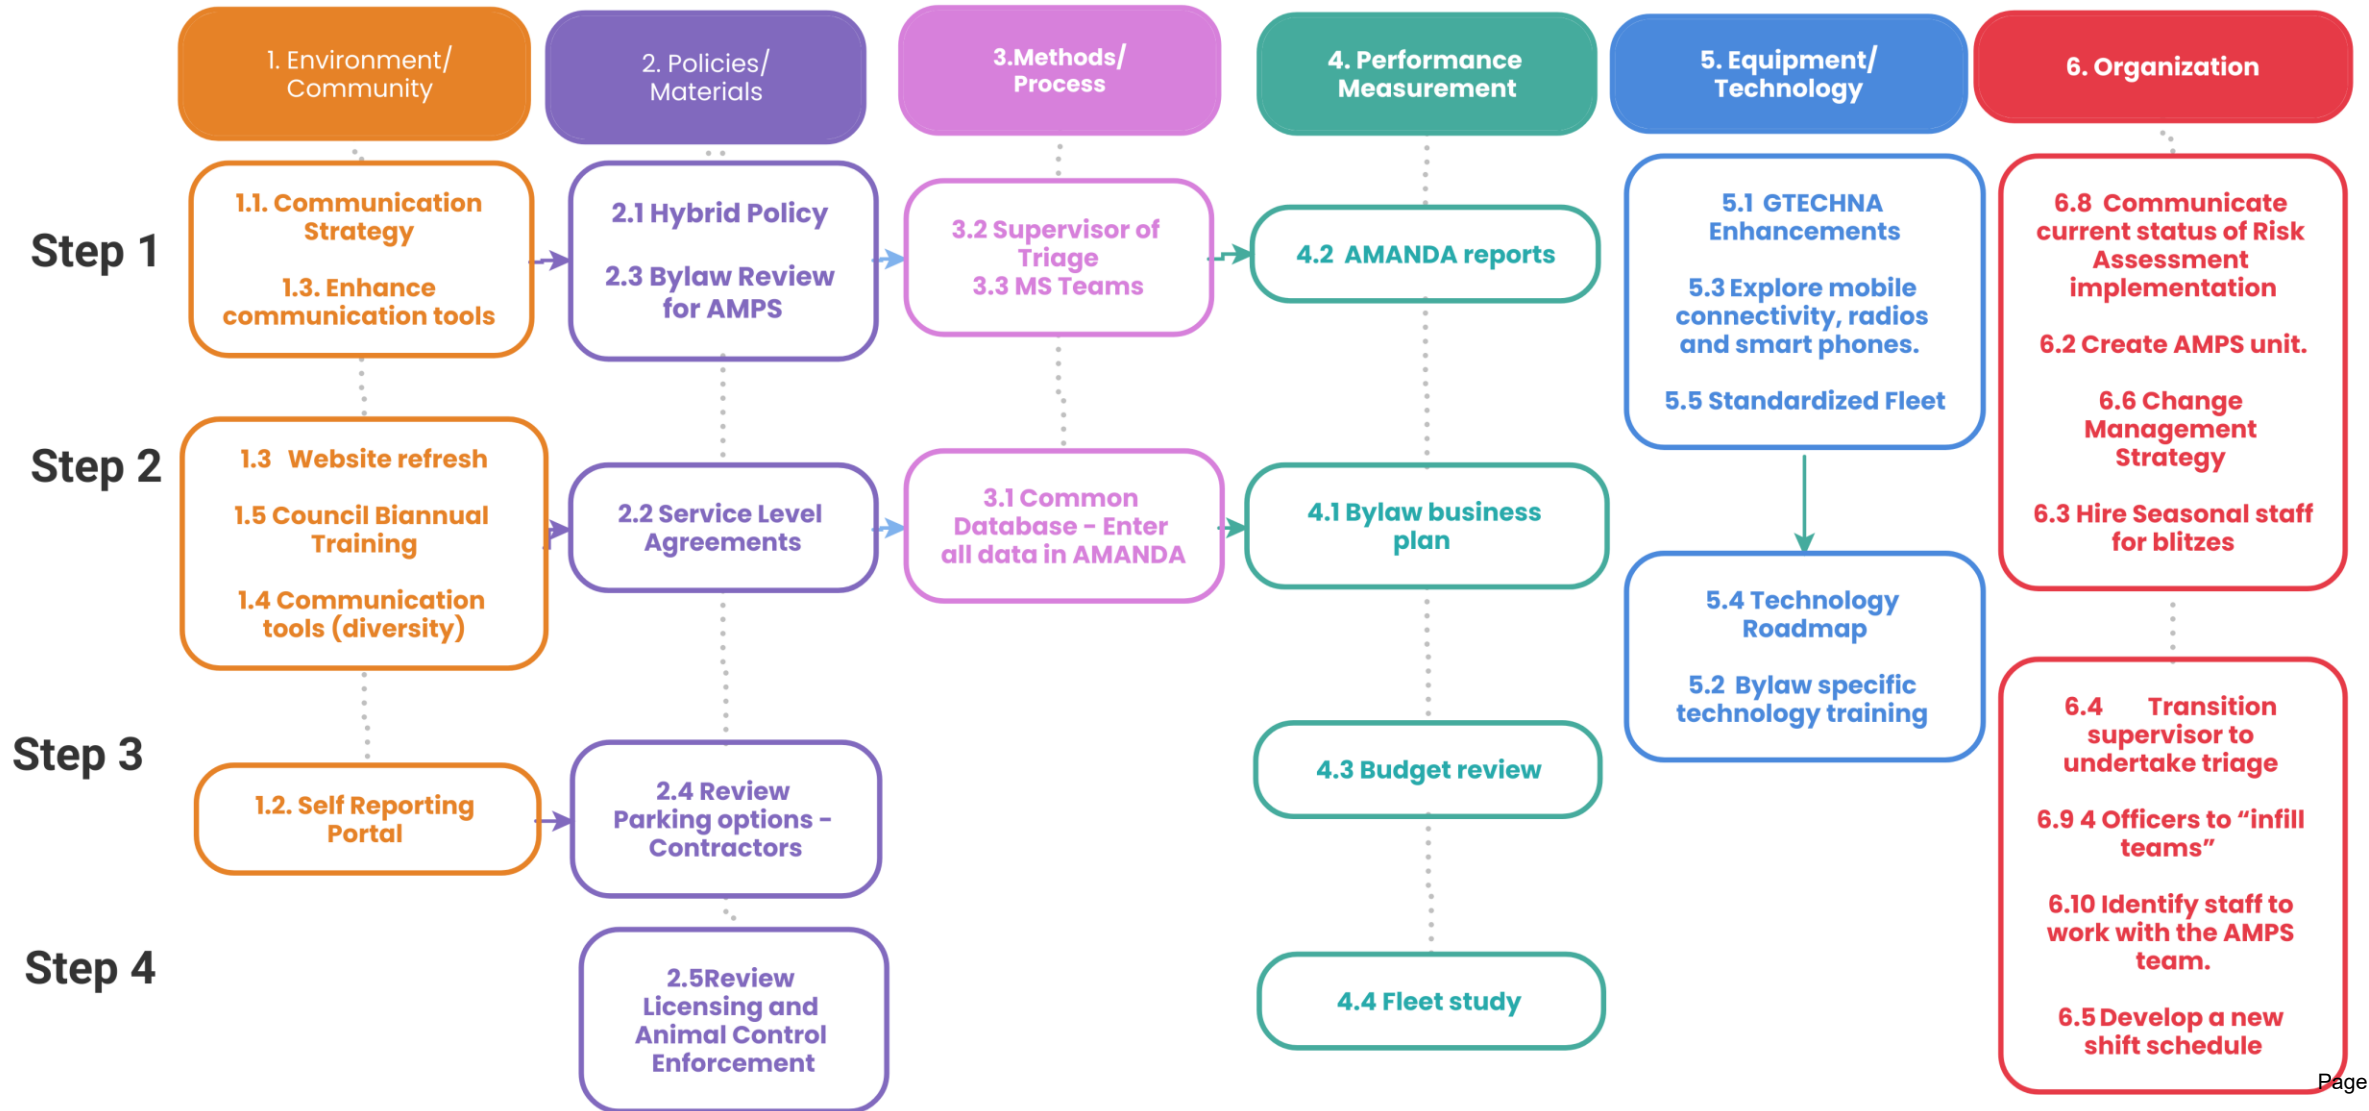 1. Environment/
Community
2. Policies/
Materials
3.Methods/
Process
4. Performance
Measurement
5. Equipment/
Technology
6. Organization
Step 1
1.1. Communication
Strategy
1.3. Enhance
communication tools
2.1 Hybrid Policy
2.3 Bylaw Review
for AMPS
3.2 Supervisor of
Triage
3.3 MS Teams
4.2 AMANDA reports
5.1 GTECHNA
Enhancements
5.3 Explore mobile
connectivity, radios
and smart phones.
5.5 Standardized Fleet
6.8 Communicate
current status of Risk
Assessment
implementation
6.2 Create AMPS unit.
6.6 Change
Management
Strategy
6.3 Hire Seasonal staff
for blitzes
Step 2
1.3 Website refresh
1.5 Council Biannual
Training
1.4 Communication
tools (diversity)
2.2 Service Level
Agreements
3.1 Common
Database - Enter
all data in AMANDA
4.1 Bylaw business
plan
5.4 Technology
Roadmap
5.2 Bylaw specific
technology training
Step 3
1.2. Self Reporting
Portal
2.4 Review
Parking options -
Contractors
4.3 Budget review
6.4 Transition
supervisor to
undertake triage
6.9 4 Officers to “infill
teams”
6.10 Identify staff to
work with the AMPS
team.
6.5 Develop a new
shift schedule
Step 4
2.5Review
Licensing and
Animal Control
Enforcement
4.4 Fleet study
Page